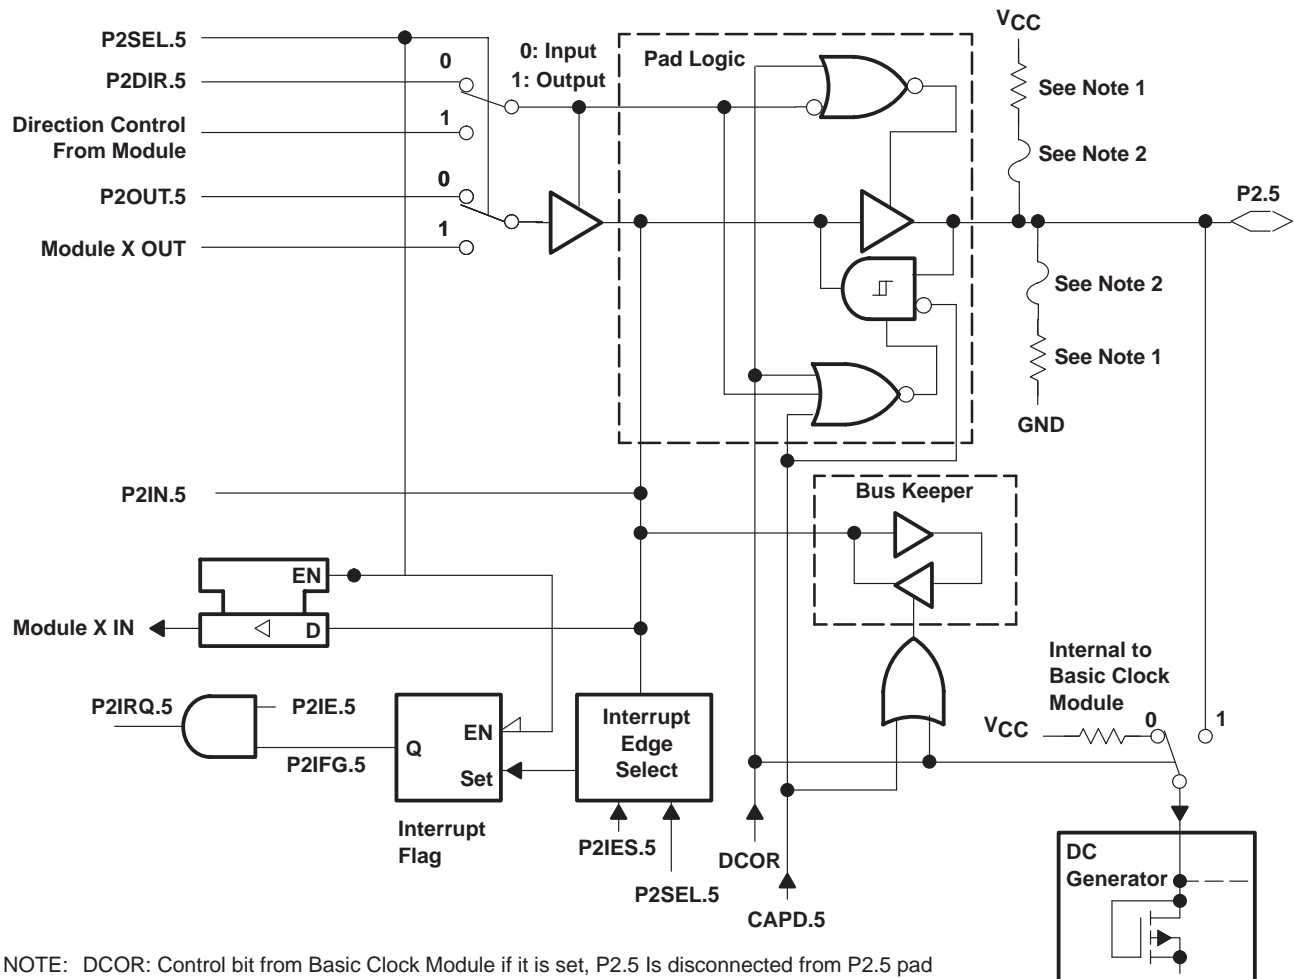 VCC
P2SEL.5
0: Input
1: Output
Pad Logic
0
P2DIR.5
See Note 1
1
Direction Control
From Module
See Note 2
0
P2OUT.5
P2.5
1
Module X OUT
See Note 2
See Note 1
GND
P2IN.5
Bus Keeper
EN
Module X IN
D
Internal to
Basic Clock
Module
P2IRQ.5
P2IE.5
Interrupt
Edge
Select
EN
Q
P2IFG.5
Set
VCC
0
1
Interrupt
Flag
P2IES.5
DCOR
P2SEL.5
CAPD.5
DC
Generator
NOTE: DCOR: Control bit from Basic Clock Module if it is set, P2.5 Is disconnected from P2.5 pad